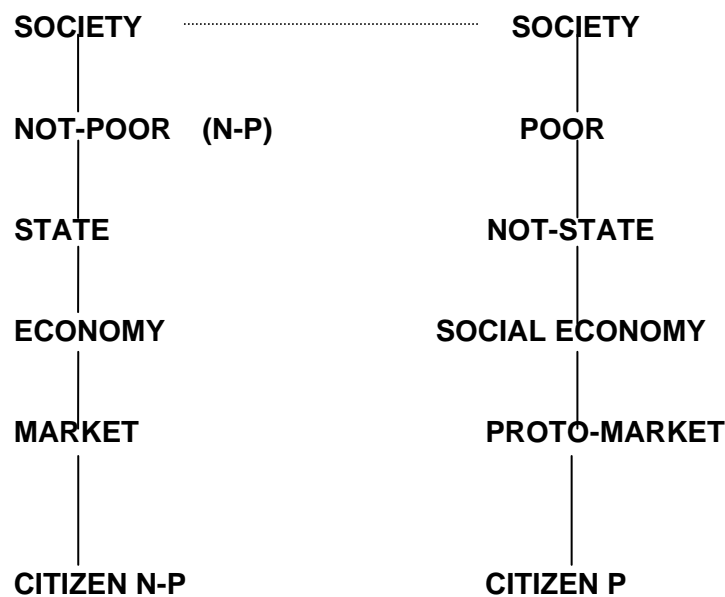 SOCIETY SOCIETY
NOT-POOR (N-P) POOR
STATE NOT-STATE
ECONOMY SOCIAL ECONOMY
MARKET PROTO-MARKET
CITIZEN N-P CITIZEN P